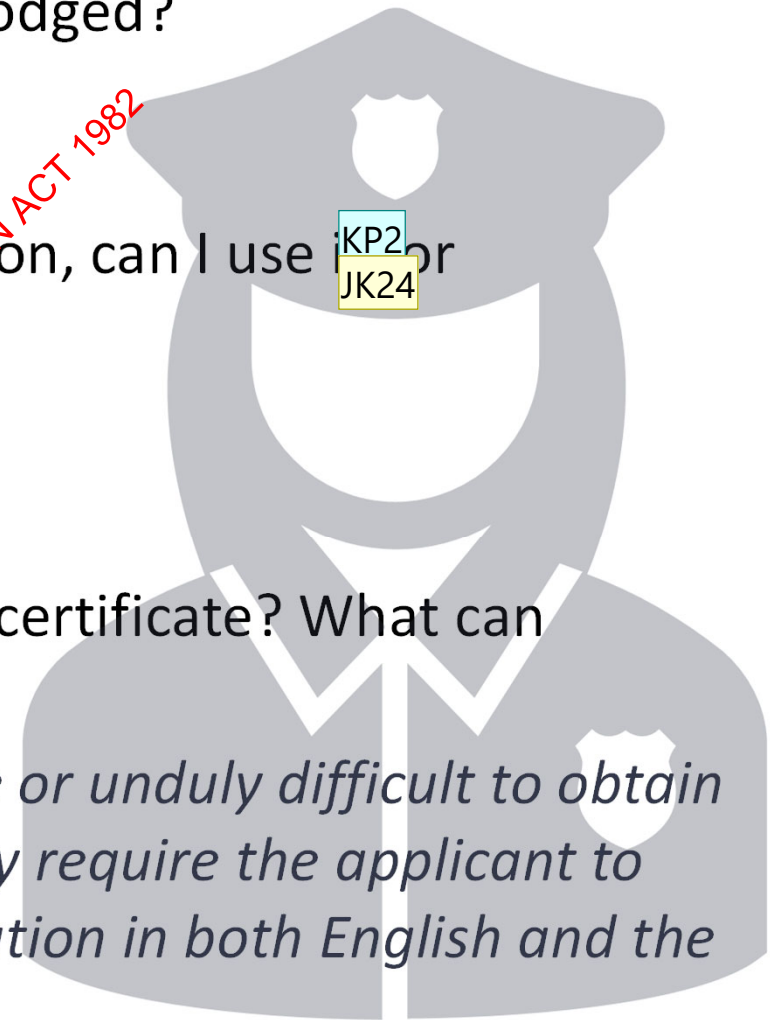 odged?
ACT 1982
on, can I use i or
KP2
JK24
certificate? What can
or unduly difficult to obtain
require the applicant to
ation in both English and the